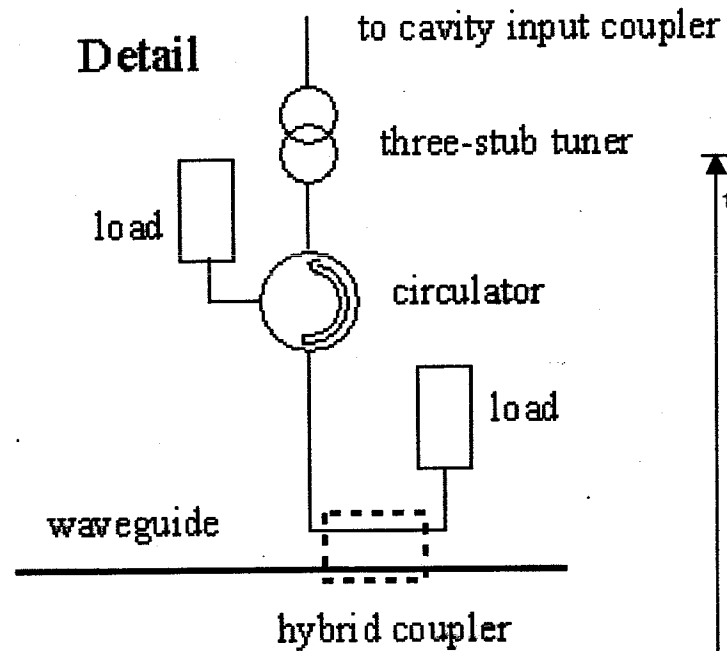 to cavity input coupler
Detail
three-stub tuner
load
circulator
load
waveguide
hybrid coupler